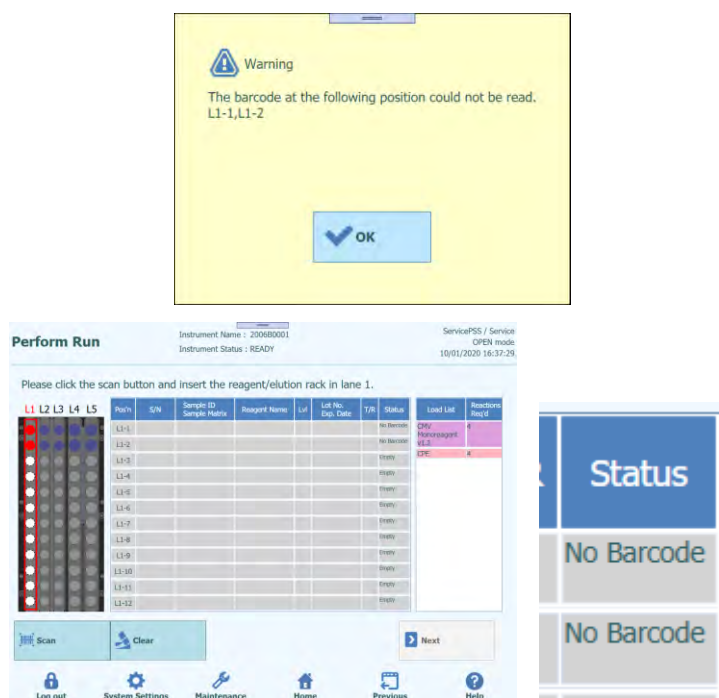 Warning
The barcode at the following position could not be read.
L1-1,L1-2
OK
Perform Run
Instrument Name : 200680001
Instrument Status : READY
ServicePSS / Service
OPEN mode
10/01/2020 16:37:29
Please click the scan button and insert the reagent/elution rack in lane 1.
L1 L2 L3 L4 L5
Pos'n S/N Sample ID Sample Matrix Reagent Name Lvl Lot No. Exp. Date T/R Status
Load List Reactions Req'd
L1-1 No Barcode
L1-2 No Barcode
L1-3 Empty
L1-4 Empty
L1-5 Empty
L1-6 Empty
L1-7 Empty
L1-8 Empty
L1-9 Empty
L1-10 Empty
L1-11 Empty
L1-12 Empty
CMV Monoreagent v1.2 4
CPE 4
Scan
Clear
Next
Log out
System Settings
Maintenance
Home
Previous
Help
Status
No Barcode
No Barcode